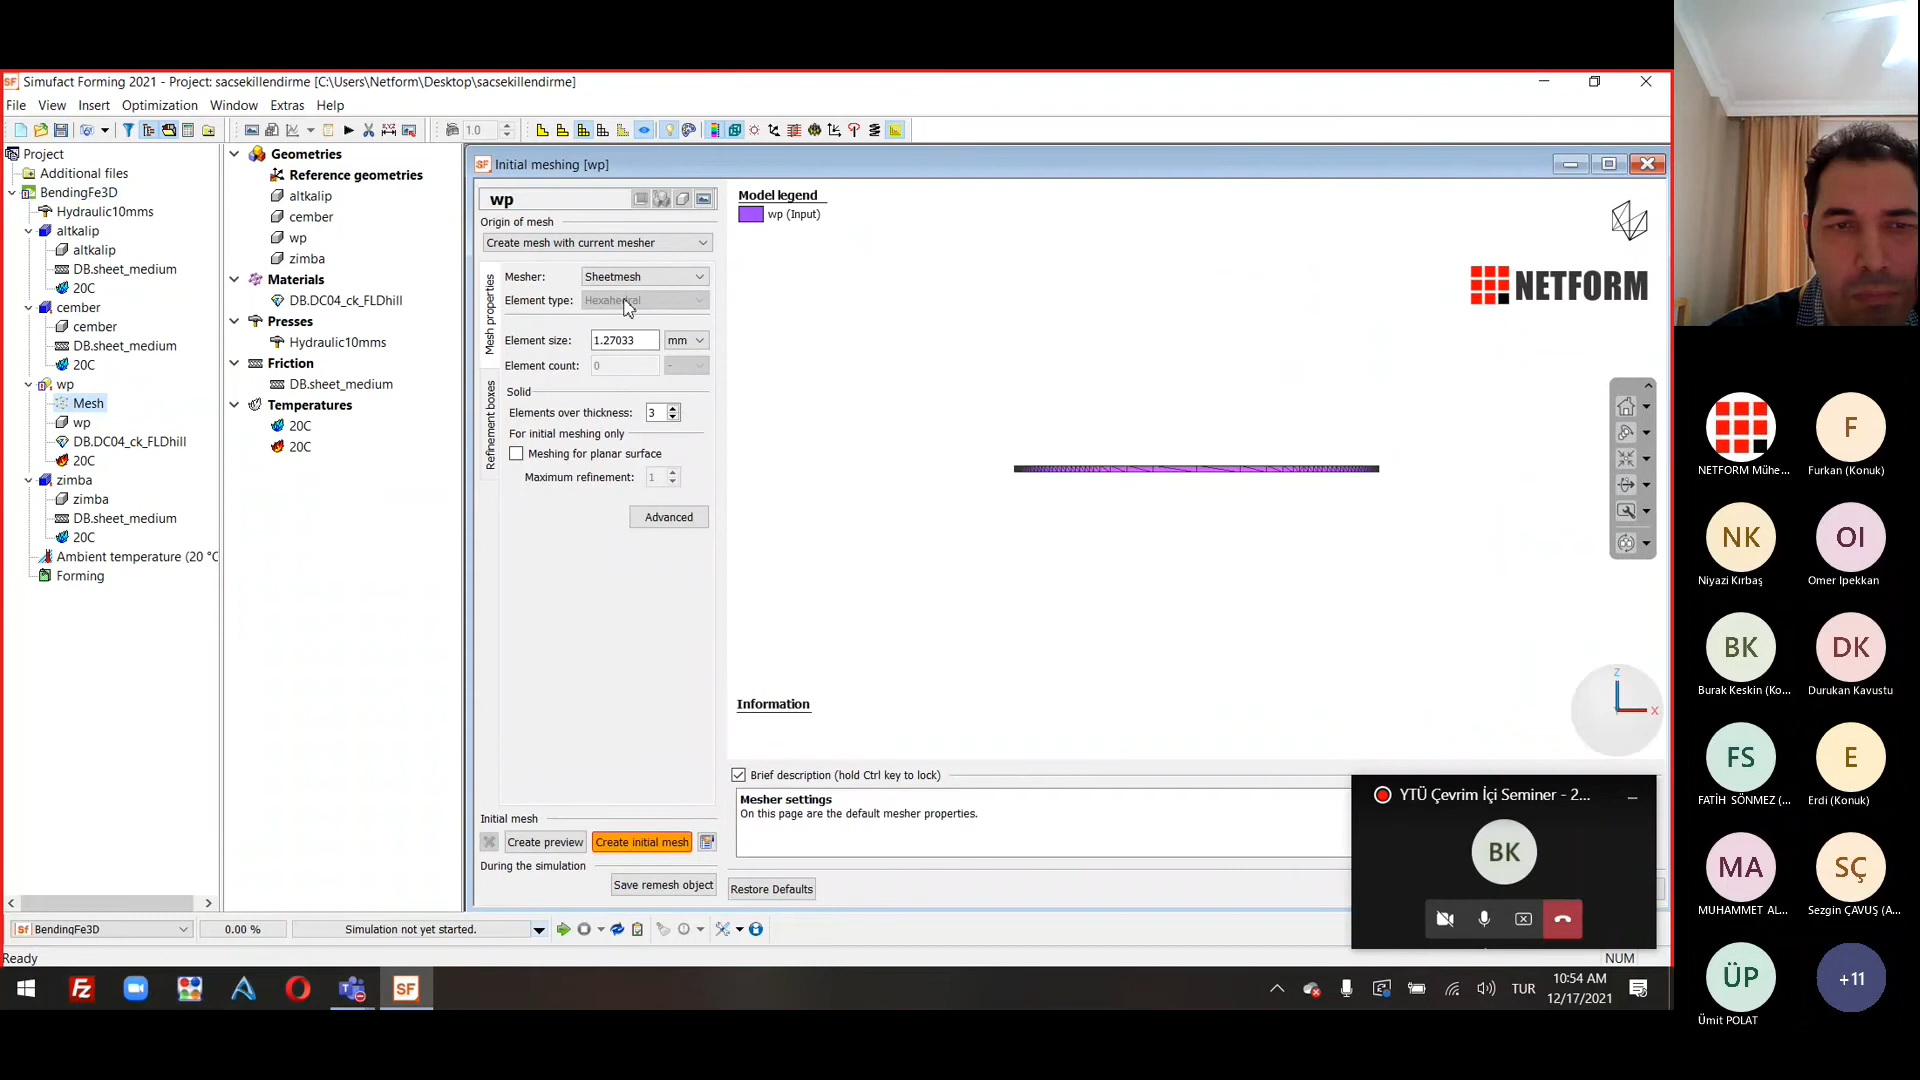 Simufact Forming 2021 - Project: sacsekillendirme [C:\Users\Netform\Desktop\sacsekillendirme]
File View Insert Optimization Window Extras Help
1.0
Project
Additional files
BendingFe3D
Hydraulic10mms
altkalip
altkalip
DB.sheet_medium
20C
cember
cember
DB.sheet_medium
20C
wp
Mesh
wp
DB.DC04_ck_FLDhill
20C
zimba
zimba
DB.sheet_medium
20C
Ambient temperature (20 °C
Forming
Geometries
Reference geometries
altkalip
cember
wp
zimba
Materials
DB.DC04_ck_FLDhill
Presses
Hydraulic10mms
Friction
DB.sheet_medium
Temperatures
20C
20C
SF Initial meshing [wp]
wp
Origin of mesh
Create mesh with current mesher
Mesh properties
Refinement boxes
Mesher: Sheetmesh
Element type: Hexahedral
Element size: 1.27033 mm
Element count: 0 -
Solid
Elements over thickness: 3
For initial meshing only
Meshing for planar surface
Maximum refinement: 1
Advanced
Initial mesh
Create preview Create initial mesh
During the simulation
Save remesh object
Model legend
wp (Input)
NETFORM
Information
Z
X
Brief description (hold Ctrl key to lock)
Mesher settings
On this page are the default mesher properties.
Restore Defaults
YTÜ Çevrim İçi Seminer - 2...
BK
SF BendingFe3D 0.00 % Simulation not yet started.
Ready NUM
SF
TUR
10:54 AM
12/17/2021
NETFORM Mühe...
F
Furkan (Konuk)
NK
Niyazi Kırbaş
OI
Omer Ipekkan
BK
Burak Keskin (Ko...
DK
Durukan Kavustu
FS
FATİH SÖNMEZ (...
E
Erdi (Konuk)
MA
MUHAMMET AL...
SÇ
Sezgin ÇAVUŞ (A...
ÜP
Ümit POLAT
+11